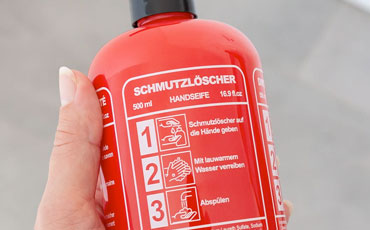 SCHMUTZLÖSCHER
500 ml HANDSEIFE 16.9 fl.oz
1 Schmutzlöscher auf
die Hände geben
2 Mit lauwarmem
Wasser verreiben
3 Abspülen